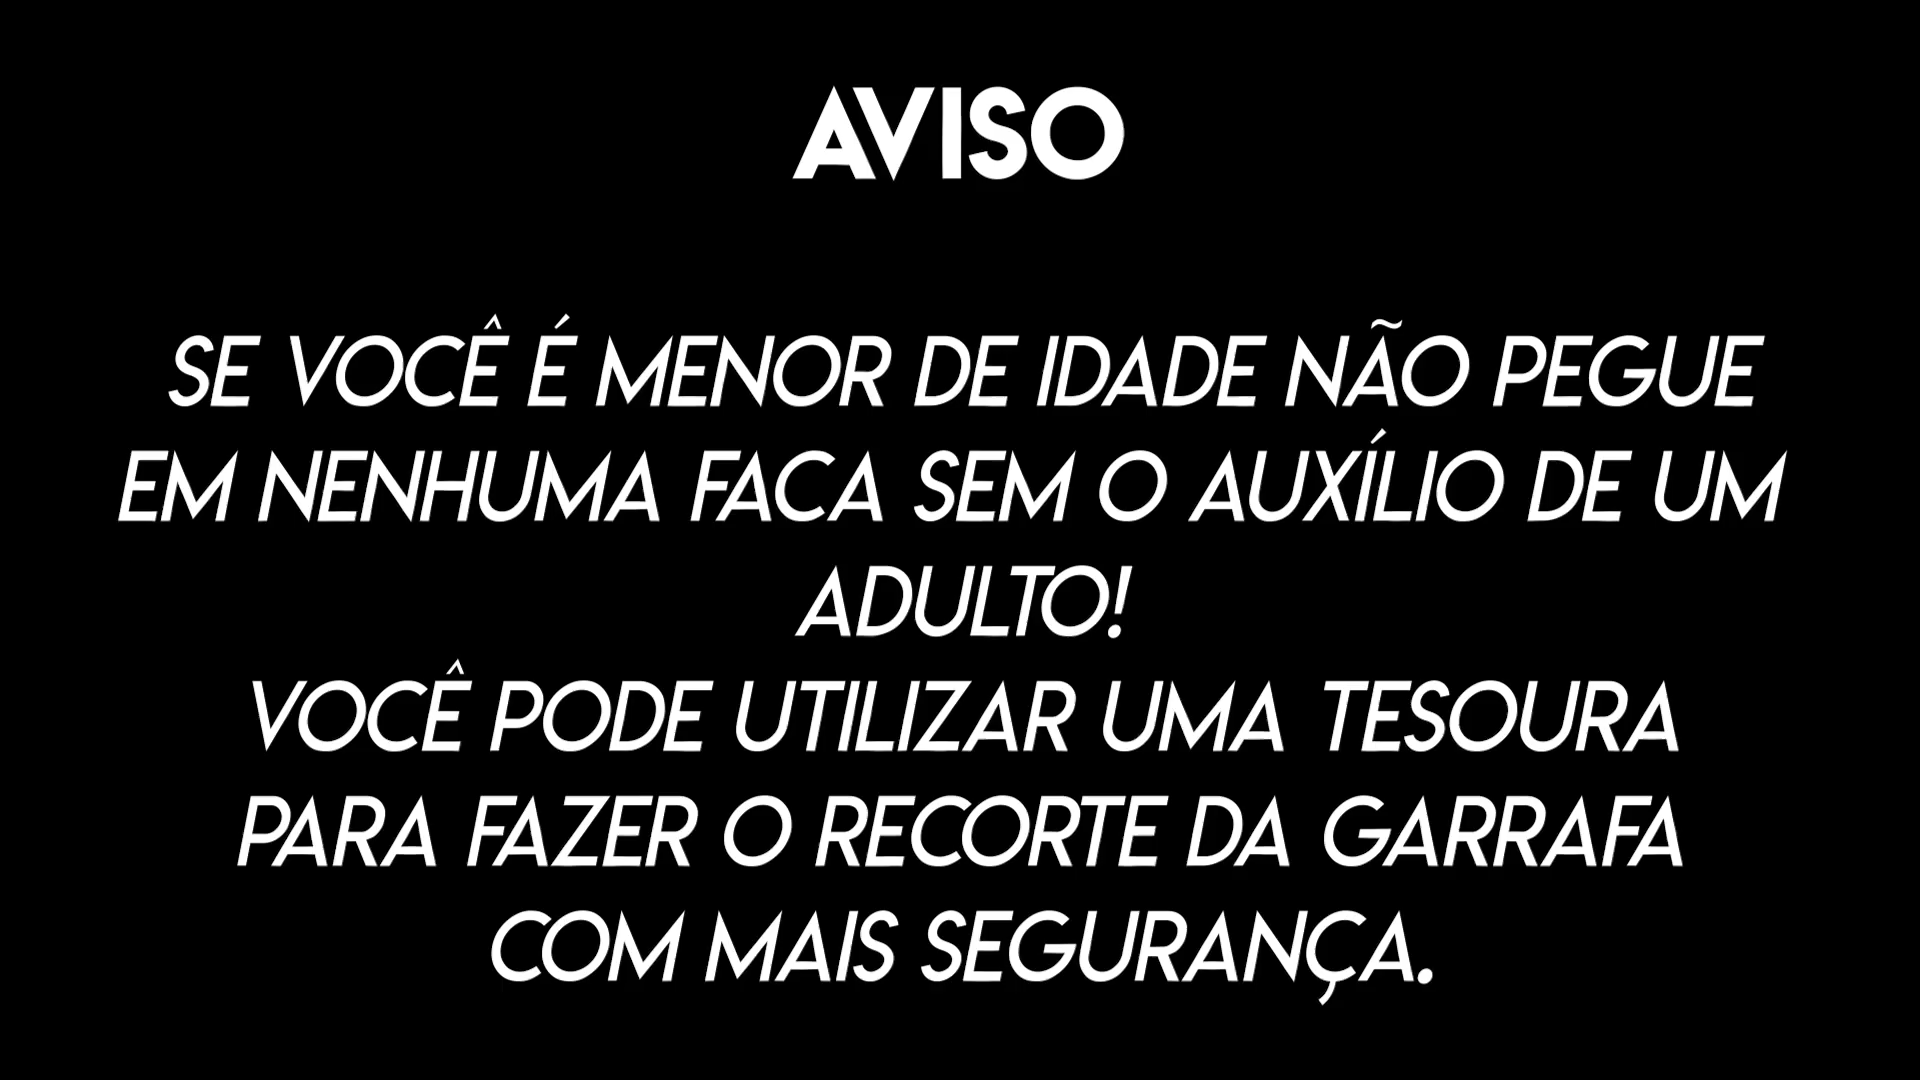 AVISO
SE VOCÊ É MENOR DE IDADE NÃO PEGUE
EM NENHUMA FACA SEM O AUXÍLIO DE UM
ADULTO!
VOCÊ PODE UTILIZAR UMA TESOURA
PARA FAZER O RECORTE DA GARRAFA
COM MAIS SEGURANÇA.